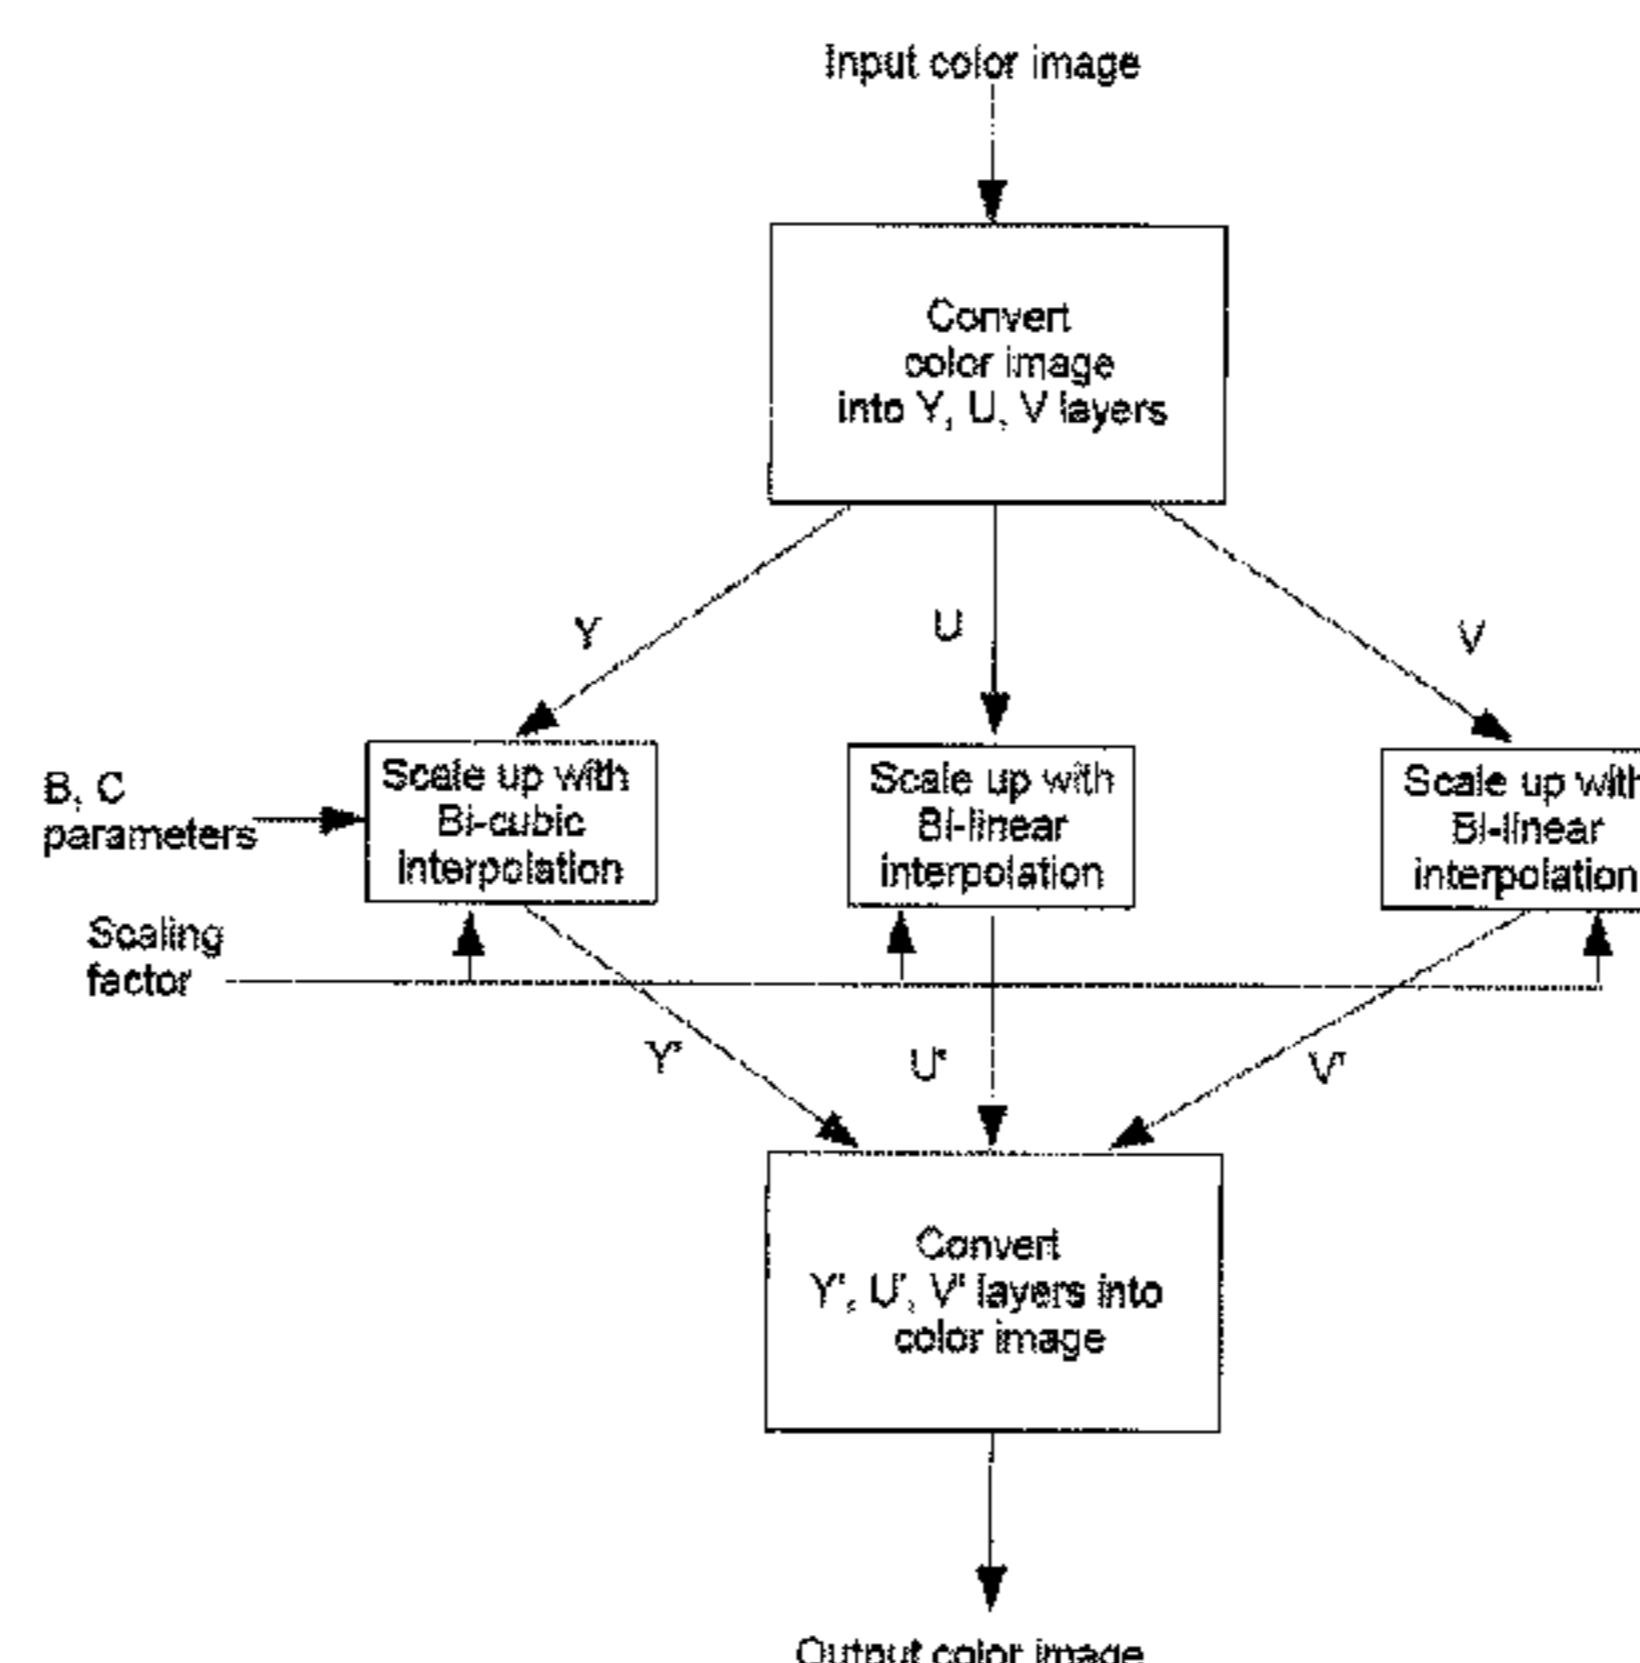 Input color image
Convert
color image
into Y, U, V layers
Y
U
V
B, C
parameters
Scale up with
Bi-cubic
interpolation
Scale up with
Bi-linear
interpolation
Scale up with
Bi-linear
interpolation
Scaling
factor
Y'
U'
V'
Convert
Y', U', V' layers into
color image
Output color image